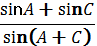 sinA + sinC
sin(A + C)